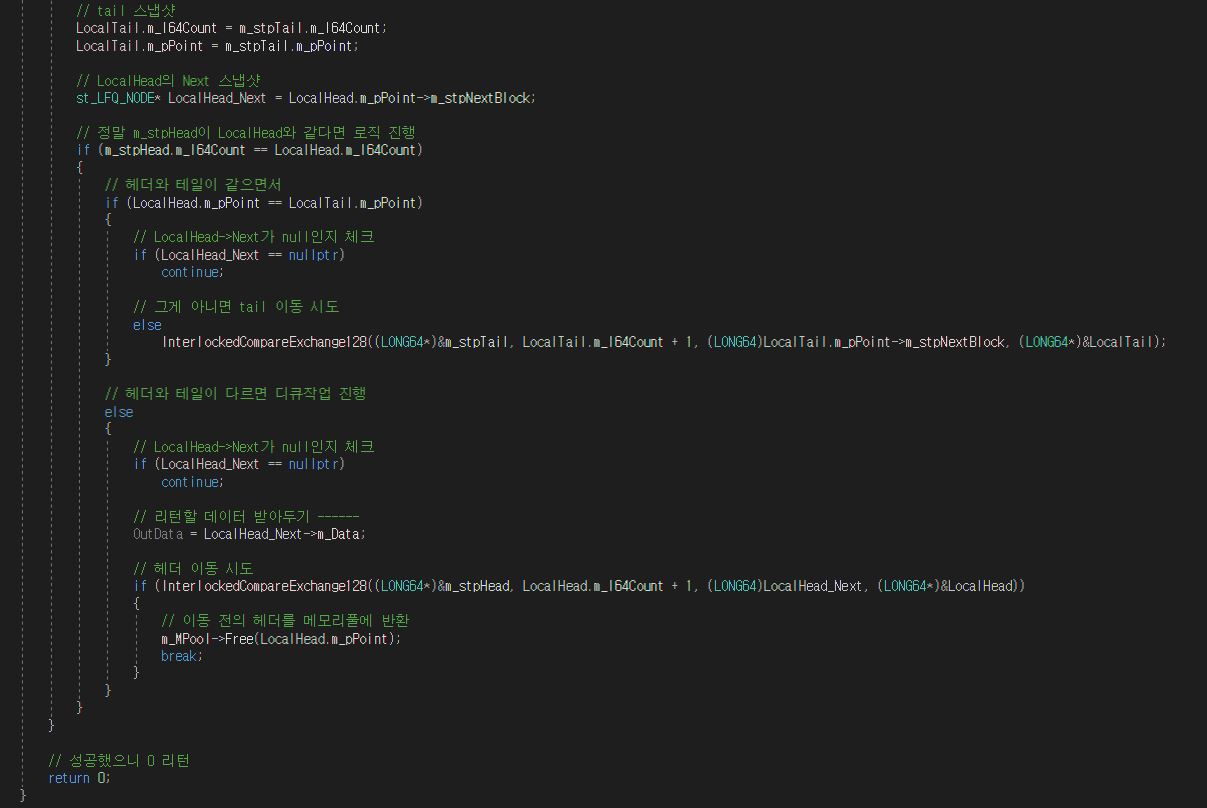 // tail 스냅샷
LocalTail.m_l64Count = m_stpTail.m_l64Count;
LocalTail.m_pPoint = m_stpTail.m_pPoint;
// LocalHead의 Next 스냅샷
st_LFQ_NODE* LocalHead_Next = LocalHead.m_pPoint->m_stpNextBlock;
// 정말 m_stpHead이 LocalHead와 같다면 로직 진행
if (m_stpHead.m_l64Count == LocalHead.m_l64Count)
{
// 헤더와 테일이 같으면서
if (LocalHead.m_pPoint == LocalTail.m_pPoint)
{
// LocalHead->Next가 null인지 체크
if (LocalHead_Next == nullptr)
continue;
// 그게 아니면 tail 이동 시도
else
InterlockedCompareExchange128((LONG64*)&m_stpTail, LocalTail.m_l64Count + 1, (LONG64)LocalTail.m_pPoint->m_stpNextBlock, (LONG64*)&LocalTail);
}
// 헤더와 테일이 다르면 디큐작업 진행
else
{
// LocalHead->Next가 null인지 체크
if (LocalHead_Next == nullptr)
continue;
// 리턴할 데이터 받아두기 ------
OutData = LocalHead_Next->m_Data;
// 헤더 이동 시도
if (InterlockedCompareExchange128((LONG64*)&m_stpHead, LocalHead.m_l64Count + 1, (LONG64)LocalHead_Next, (LONG64*)&LocalHead))
{
// 이동 전의 헤더를 메모리풀에 반환
m_MPool->Free(LocalHead.m_pPoint);
break;
}
}
}
}
// 성공했으니 0 리턴
return 0;
}